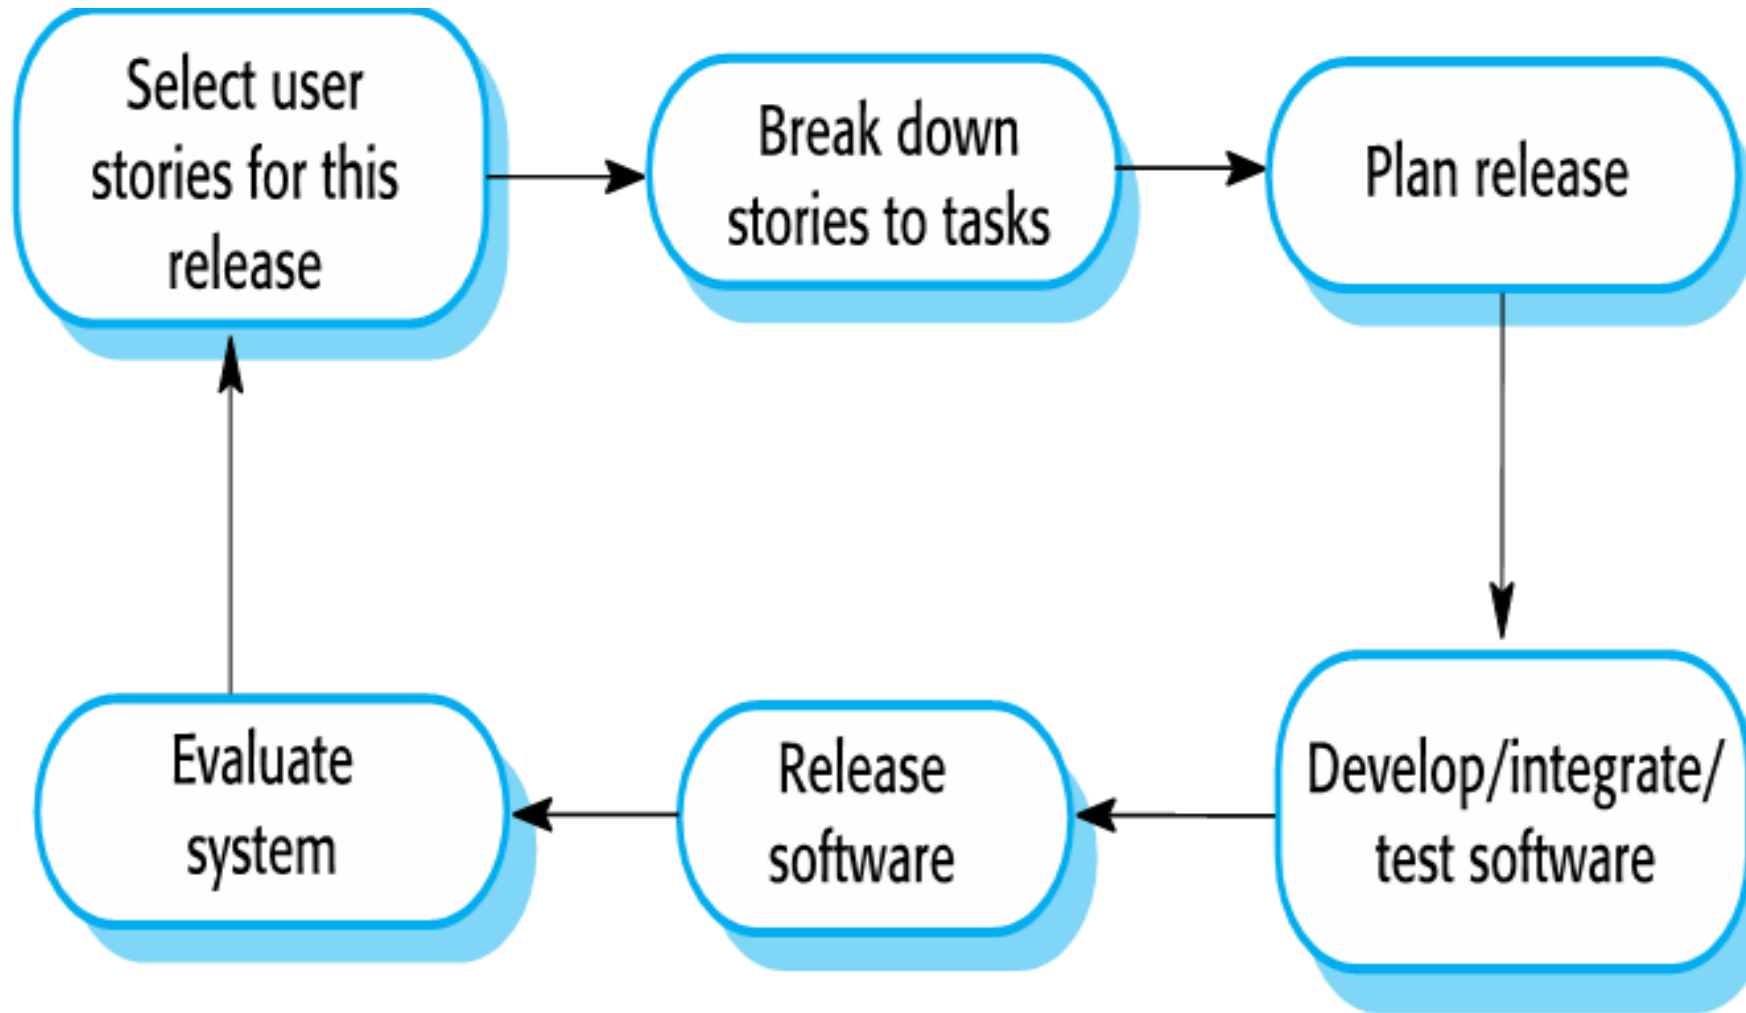 Select user
stories for this
release
Break down
stories to tasks
Plan release
Evaluate
system
Release
software
Develop/integrate/
test software